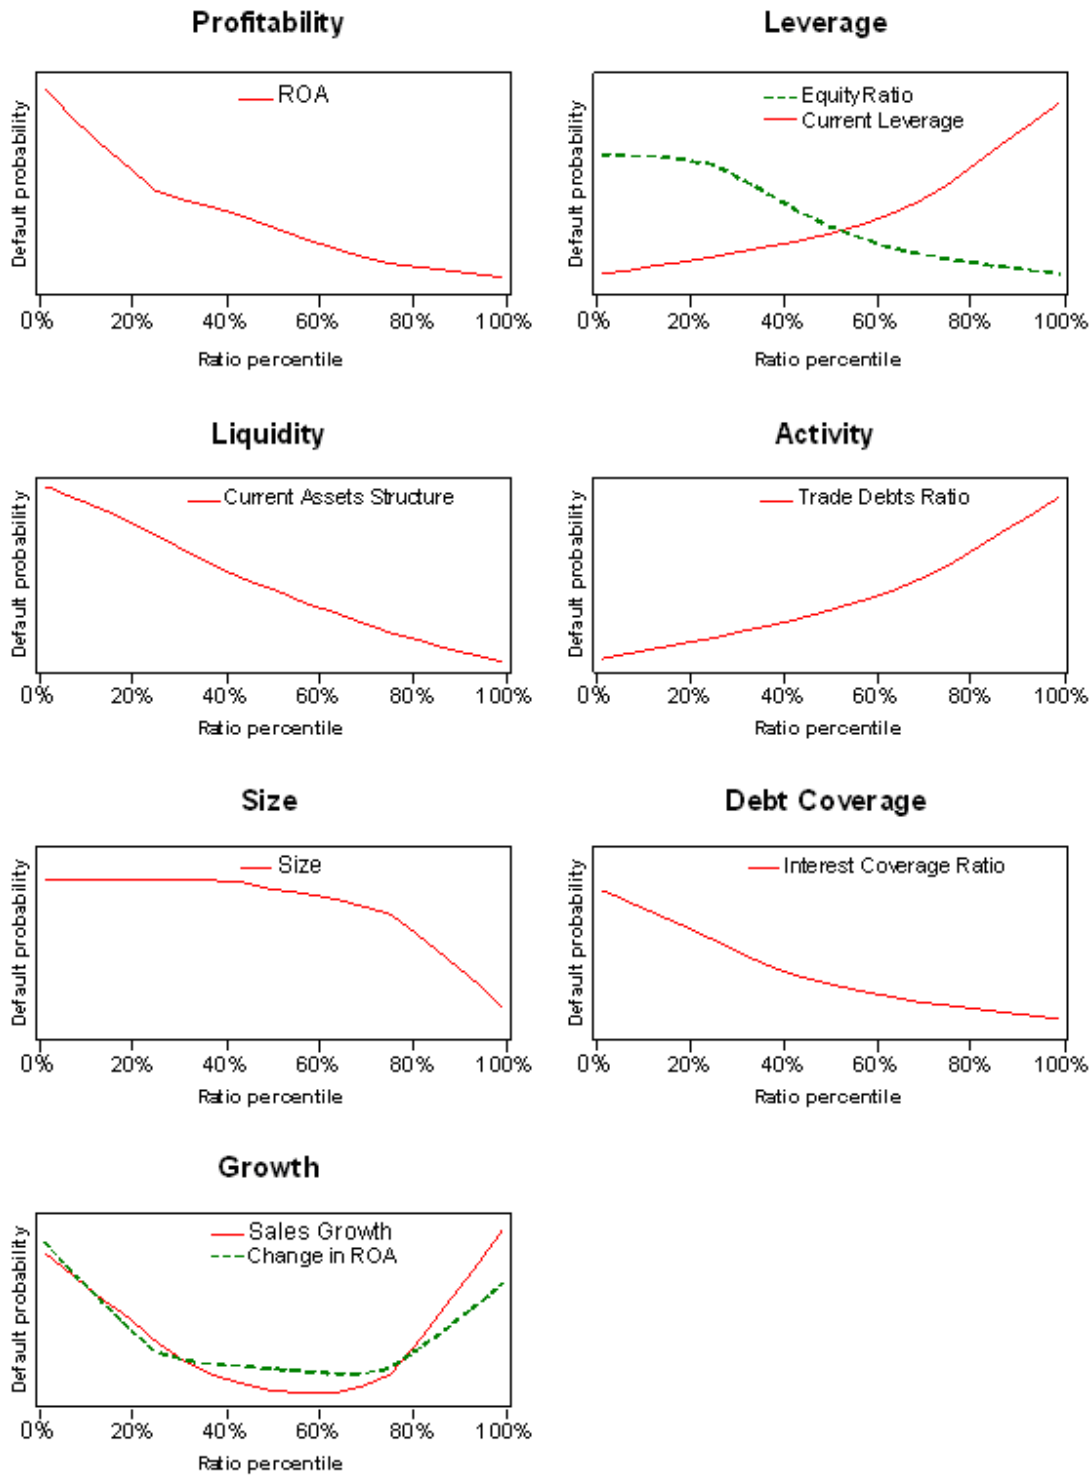 Profitability
ROA
Default probability
0% 20% 40% 60% 80% 100%
Ratio percentile
Leverage
Equity Ratio
Current Leverage
Default probability
0% 20% 40% 60% 80% 100%
Ratio percentile
Liquidity
Current Assets Structure
Default probability
0% 20% 40% 60% 80% 100%
Ratio percentile
Activity
Trade Debts Ratio
Default probability
0% 20% 40% 60% 80% 100%
Ratio percentile
Size
Size
Default probability
0% 20% 40% 60% 80% 100%
Ratio percentile
Debt Coverage
Interest Coverage Ratio
Default probability
0% 20% 40% 60% 80% 100%
Ratio percentile
Growth
Sales Growth
Change in ROA
Default probability
0% 20% 40% 60% 80% 100%
Ratio percentile